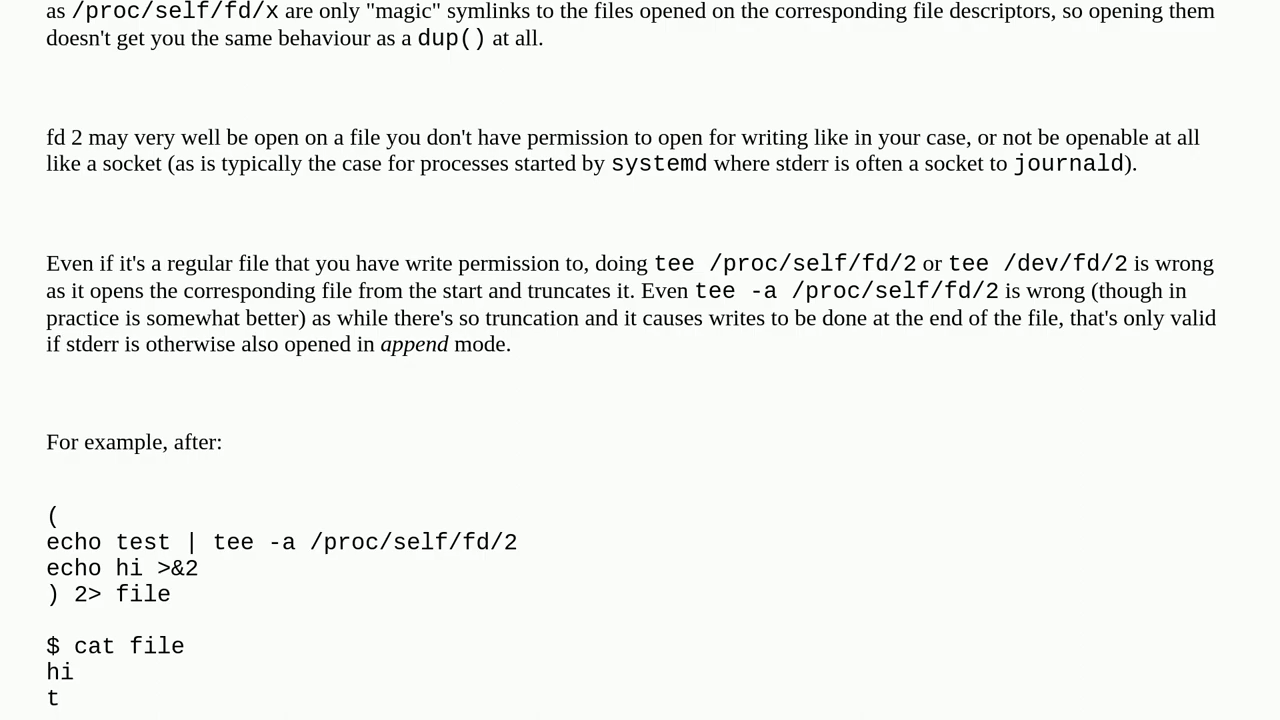 as /proc/self/fd/x are only "magic" symlinks to the files opened on the corresponding file descriptors, so opening them
doesn't get you the same behaviour as a dup() at all.
fd 2 may very well be open on a file you don't have permission to open for writing like in your case, or not be openable at all
like a socket (as is typically the case for processes started by systemd where stderr is often a socket to journald).
Even if it's a regular file that you have write permission to, doing tee /proc/self/fd/2 or tee /dev/fd/2 is wrong
as it opens the corresponding file from the start and truncates it. Even tee -a /proc/self/fd/2 is wrong (though in
practice is somewhat better) as while there's so truncation and it causes writes to be done at the end of the file, that's only valid
if stderr is otherwise also opened in append mode.
For example, after:
(
echo test | tee -a /proc/self/fd/2
echo hi >&2
) 2> file
$ cat file
hi
t